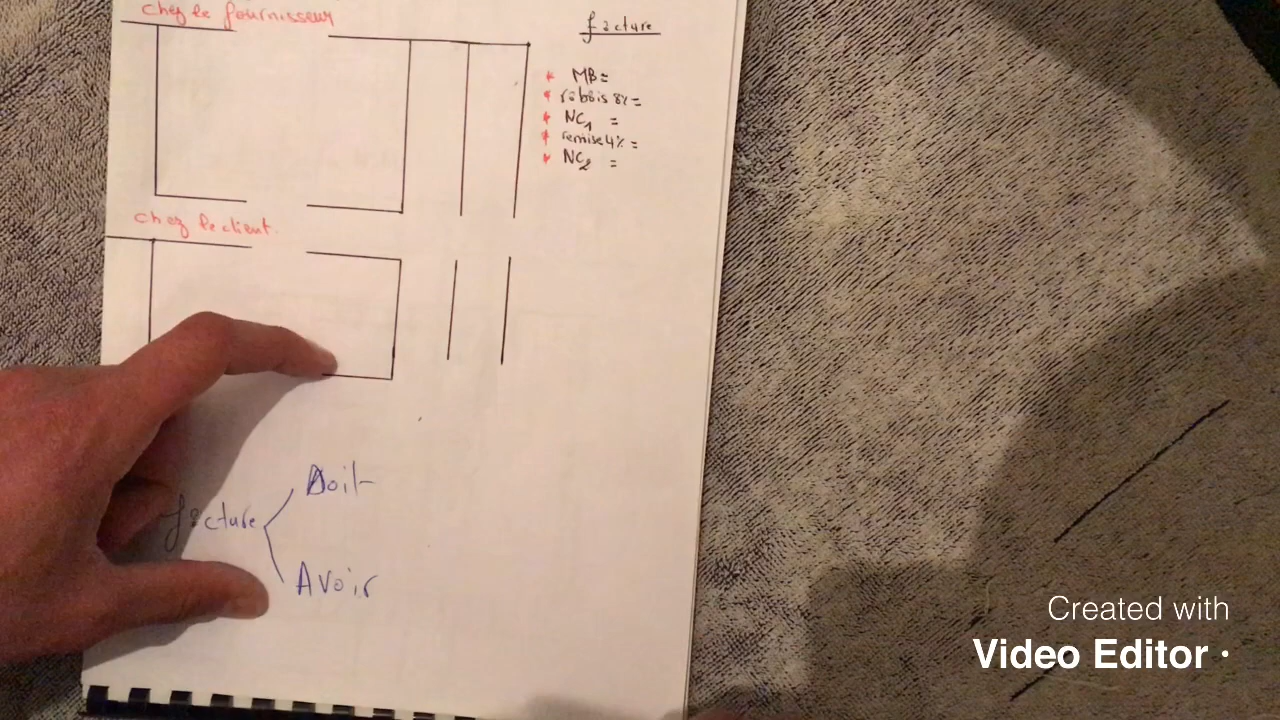 chez le fournisseur
facture
* MB =
* rabais 8% =
* NC1 =
* remise 4% =
* NC2 =
chez le client.
facture
Doit
Avoir
Created with
Video Editor ·